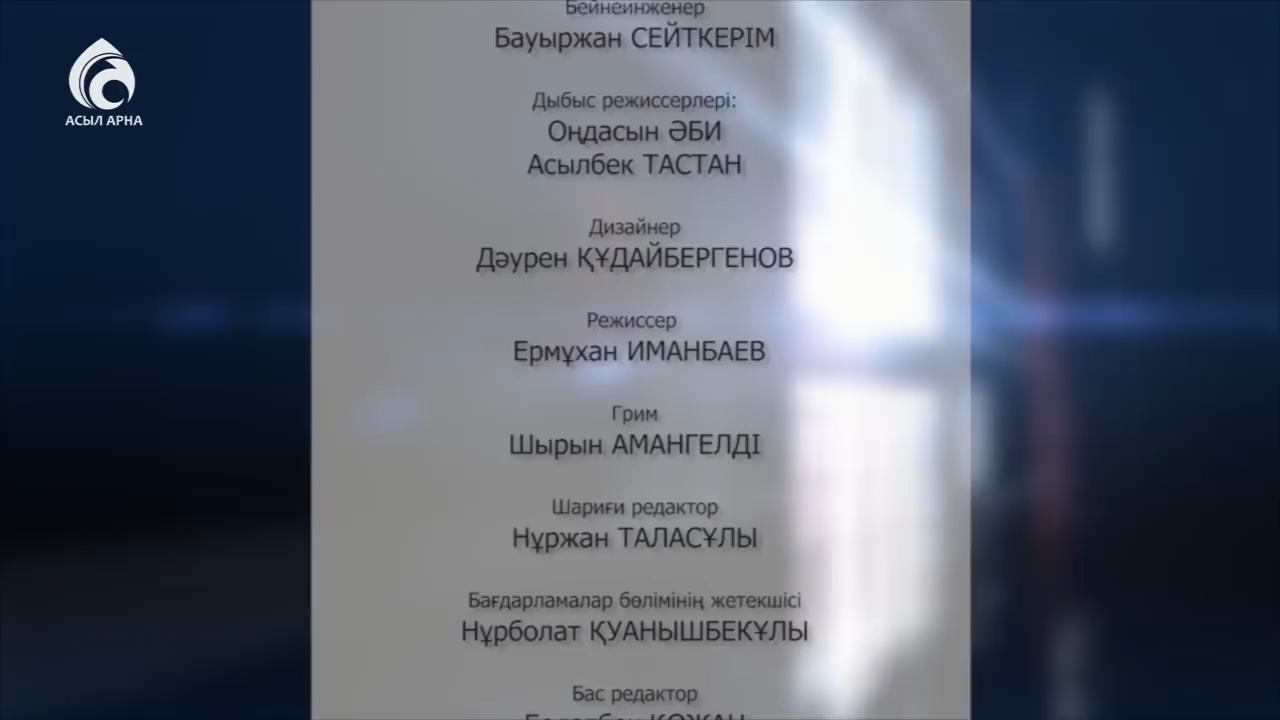 АСЫЛ АРНА
Бейнеинженер
Бауыржан СЕЙТКЕРІМ
Дыбыс режиссерлері:
Оңдасын ӘБИ
Асылбек ТАСТАН
Дизайнер
Дәурен ҚҰДАЙБЕРГЕНОВ
Режиссер
Ермұхан ИМАНБАЕВ
Грим
Шырын АМАНГЕЛДІ
Шариғи редактор
Нұржан ТАЛАСҰЛЫ
Бағдарламалар бөлімінің жетекшісі
Нұрболат ҚУАНЫШБЕКҰЛЫ
Бас редактор